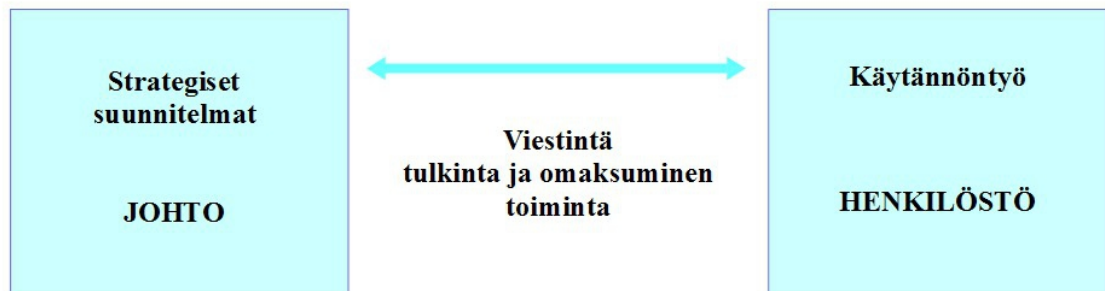 Strategiset
suunnitelmat
JOHTO
Viestintä
tulkinta ja omaksuminen
toiminta
Käytännöntyö
HENKILÖSTÖ